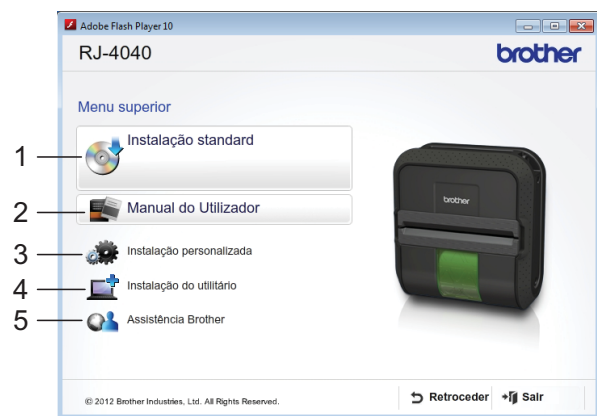 Adobe Flash Player 10
RJ-4040
brother
Menu superior
1
Instalação standard
2
Manual do Utilizador
3
Instalação personalizada
4
Instalação do utilitário
5
Assistência Brother
brother
© 2012 Brother Industries, Ltd. All Rights Reserved.
Retroceder
Sair